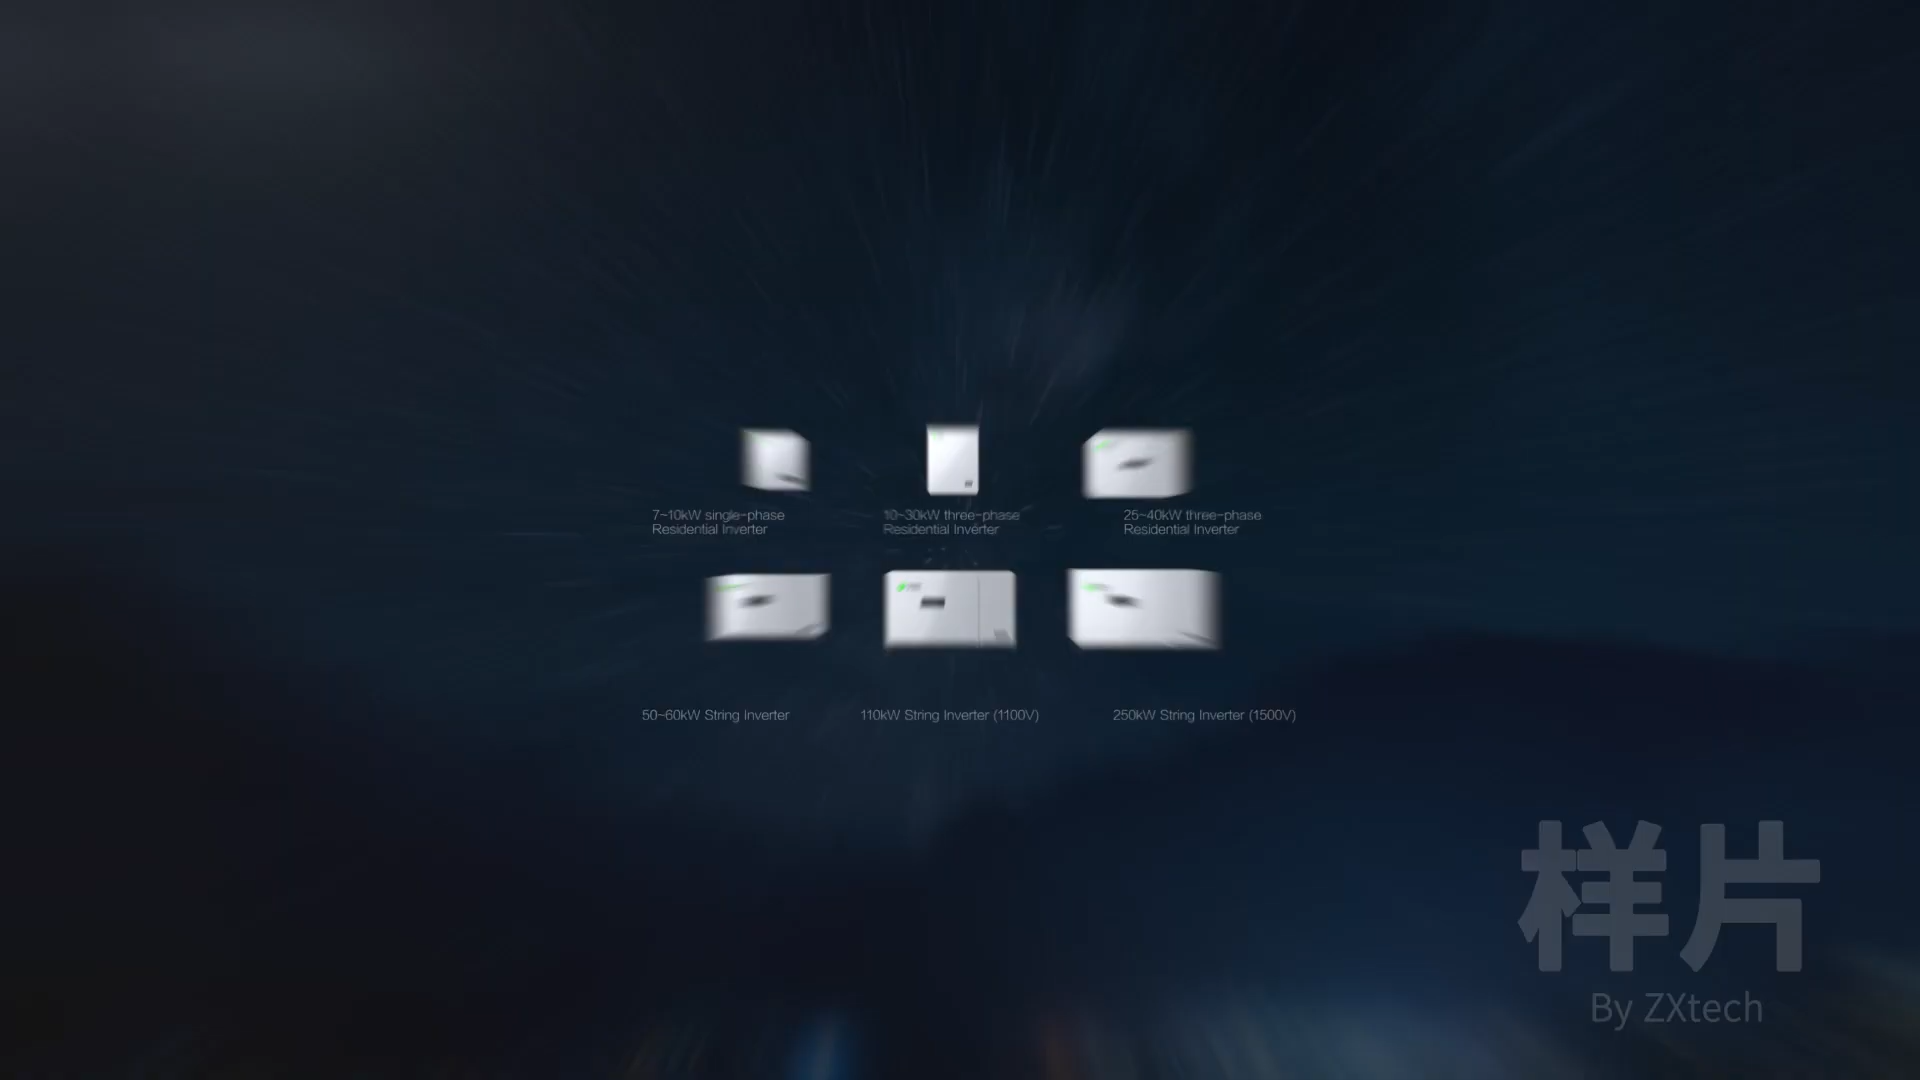 7~10kW single-phase
Residential Inverter
10~30kW three-phase
Residential Inverter
25~40kW three-phase
Residential Inverter
50~60kW String Inverter
110kW String Inverter (1100V)
250kW String Inverter (1500V)
样片
By ZXtech